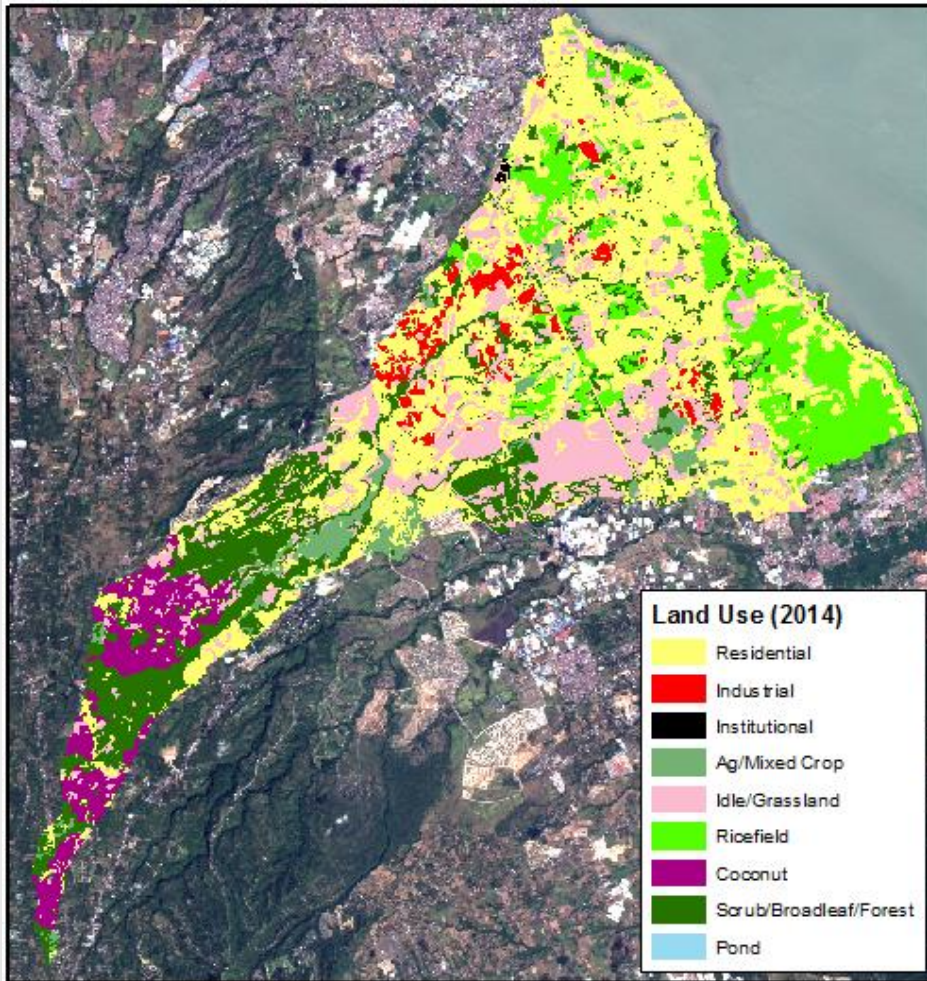 Land Use (2014)
Residential
Industrial
Institutional
Ag/Mixed Crop
Idle/Grassland
Ricefield
Coconut
Scrub/Broadleaf/Forest
Pond